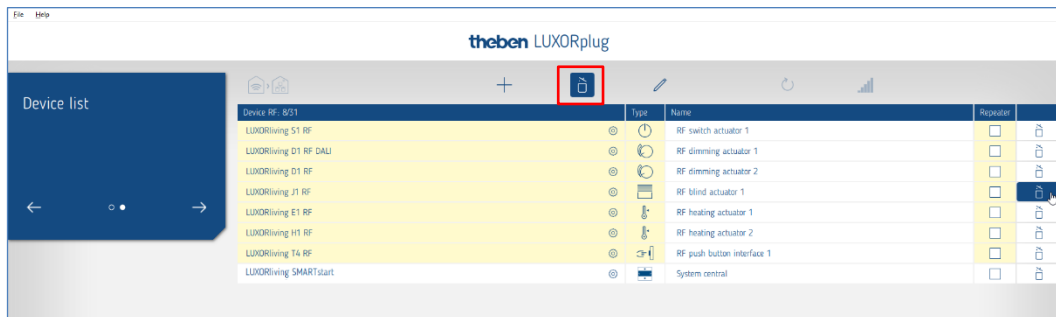 File Help
theben LUXORplug
Device list
Device RF: 8/31 Type Name Repeater
LUXORliving S1 RF RF switch actuator 1
LUXORliving D1 RF DALI RF dimming actuator 1
LUXORliving D1 RF RF dimming actuator 2
LUXORliving J1 RF RF blind actuator 1
LUXORliving E1 RF RF heating actuator 1
LUXORliving H1 RF RF heating actuator 2
LUXORliving T4 RF RF push button interface 1
LUXORliving SMARTstart System central